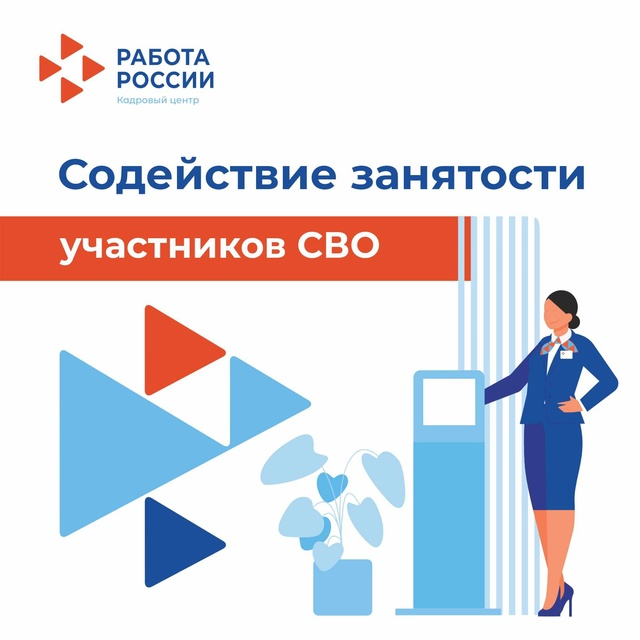 РАБОТА
РОССИИ
Кадровый центр
Содействие занятости
участников СВО